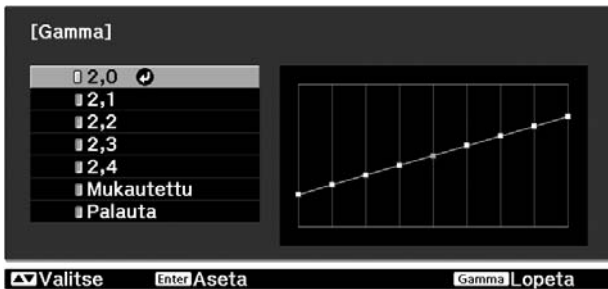 [Gamma]
2,0
2,1
2,2
2,3
2,4
Mukautettu
Palauta
Valitse Enter Aseta Gamma Lopeta